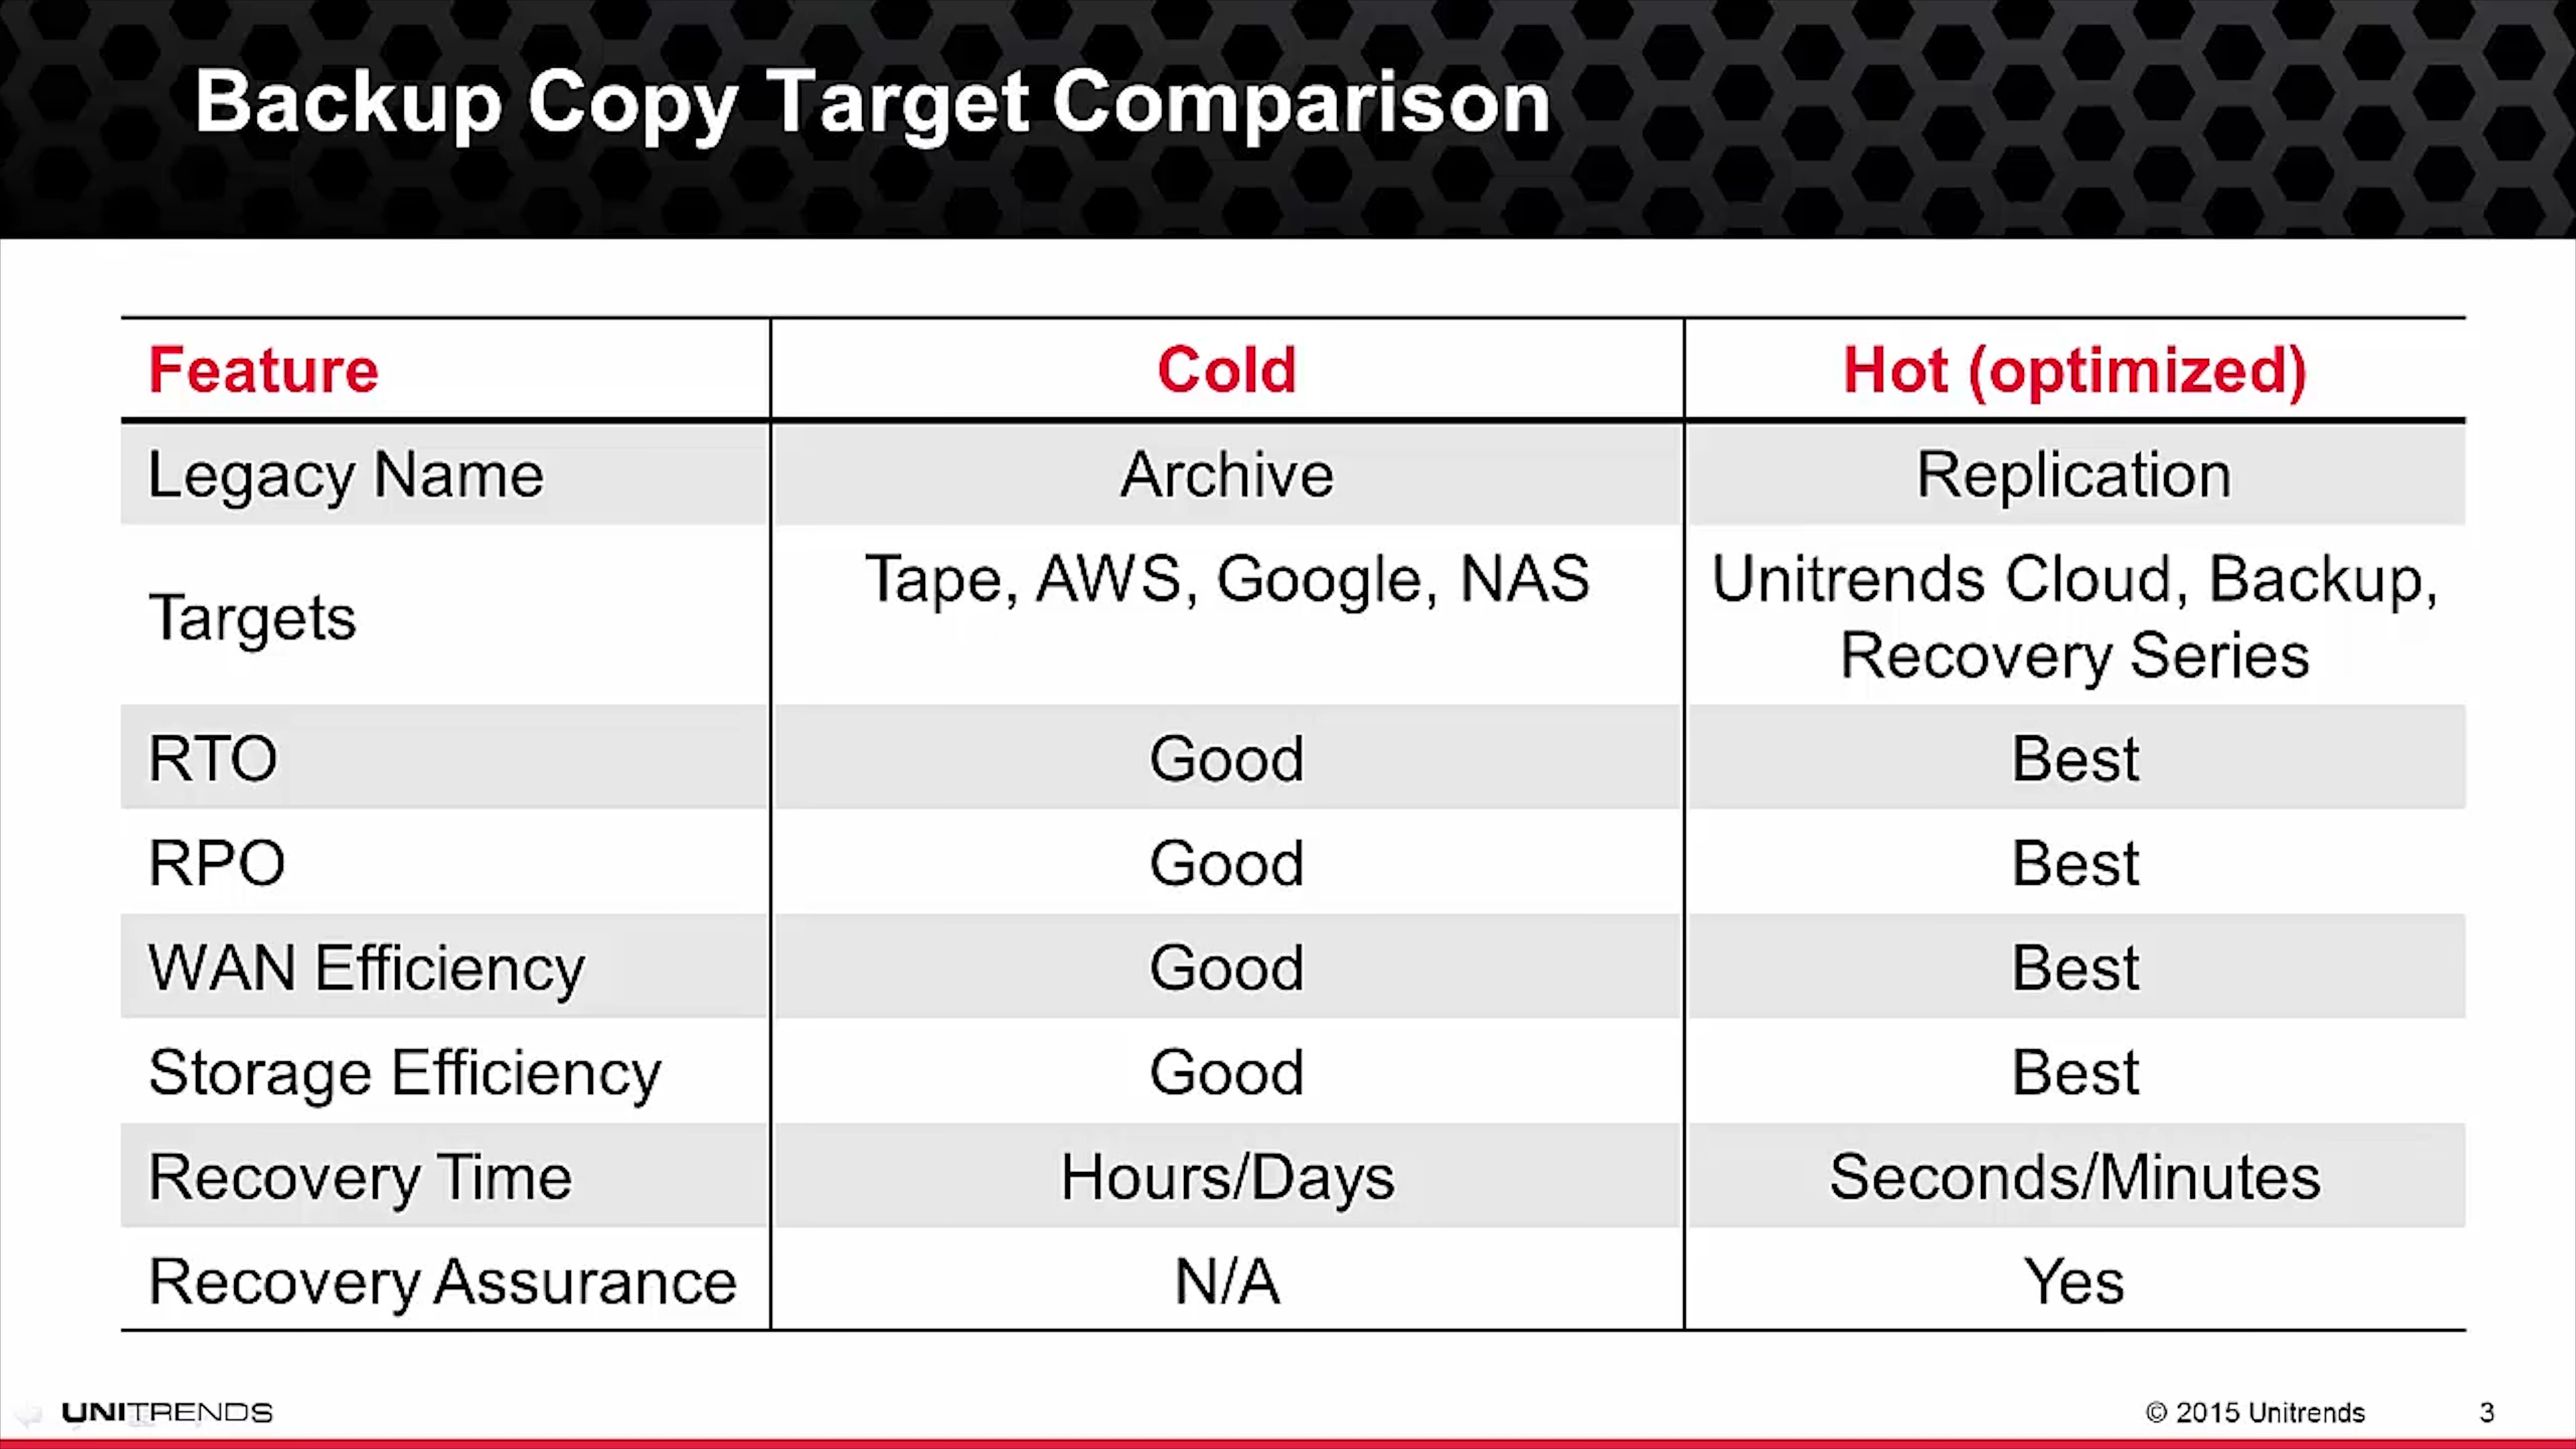 Backup Copy Target Comparison
Feature Cold Hot (optimized)
Legacy Name Archive Replication
Targets Tape, AWS, Google, NAS Unitrends Cloud, Backup,
Recovery Series
RTO Good Best
RPO Good Best
WAN Efficiency Good Best
Storage Efficiency Good Best
Recovery Time Hours/Days Seconds/Minutes
Recovery Assurance N/A Yes
UNITRENDS © 2015 Unitrends 3